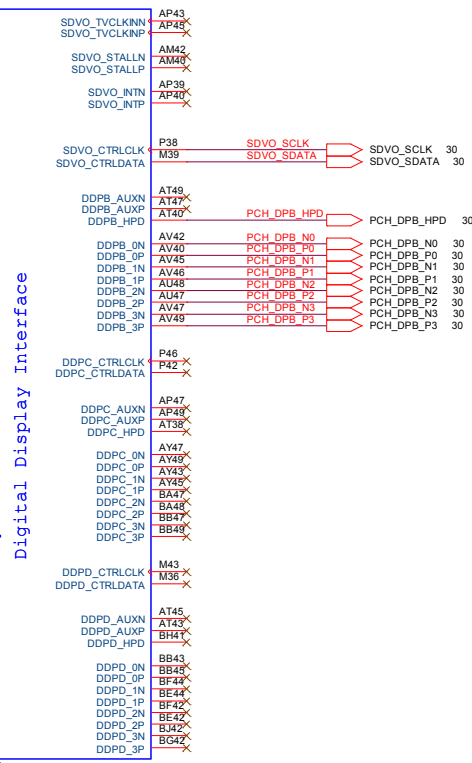 Digital Display Interface
SDVO_TVCLKINN AP43
SDVO_TVCLKINP AP45
SDVO_STALLN AM42
SDVO_STALLP AM40
SDVO_INTN AP39
SDVO_INTP AP40
SDVO_CTRLCLK P38 SDVO_SCLK SDVO_SCLK 30
SDVO_CTRLDATA M39 SDVO_SDATA SDVO_SDATA 30
DDPB_AUXN AT49
DDPB_AUXP AT47
DDPB_HPD AT40 PCH_DPB_HPD PCH_DPB_HPD 30
DDPB_0N AV42 PCH_DPB_N0 PCH_DPB_N0 30
DDPB_0P AV40 PCH_DPB_P0 PCH_DPB_P0 30
DDPB_1N AV45 PCH_DPB_N1 PCH_DPB_N1 30
DDPB_1P AV46 PCH_DPB_P1 PCH_DPB_P1 30
DDPB_2N AU48 PCH_DPB_N2 PCH_DPB_N2 30
DDPB_2P AU47 PCH_DPB_P2 PCH_DPB_P2 30
DDPB_3N AV47 PCH_DPB_N3 PCH_DPB_N3 30
DDPB_3P AV49 PCH_DPB_P3 PCH_DPB_P3 30
DDPC_CTRLCLK P46
DDPC_CTRLDATA P42
DDPC_AUXN AP47
DDPC_AUXP AP49
DDPC_HPD AT38
DDPC_0N AY47
DDPC_0P AY49
DDPC_1N AY43
DDPC_1P AY45
DDPC_2N BA47
DDPC_2P BA48
DDPC_3N BB47
DDPC_3P BB49
DDPD_CTRLCLK M43
DDPD_CTRLDATA M36
DDPD_AUXN AT45
DDPD_AUXP AT43
DDPD_HPD BH41
DDPD_0N BB43
DDPD_0P BB45
DDPD_1N BF44
DDPD_1P BE44
DDPD_2N BF42
DDPD_2P BE42
DDPD_3N BJ42
DDPD_3P BG42